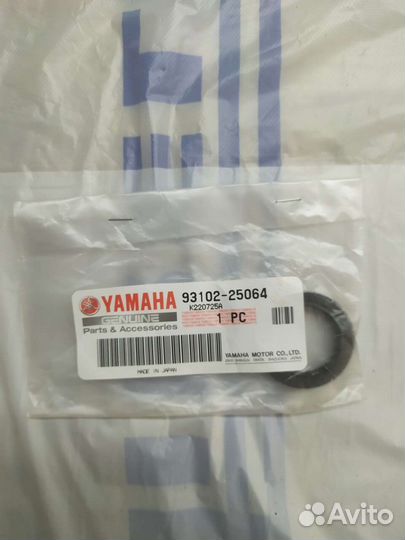 YAMAHA
GENUINE
Parts & Accessories
93102-25064
K220725A
1 PC
MADE IN JAPAN
YAMAHA MOTOR CO., LTD.
Avito